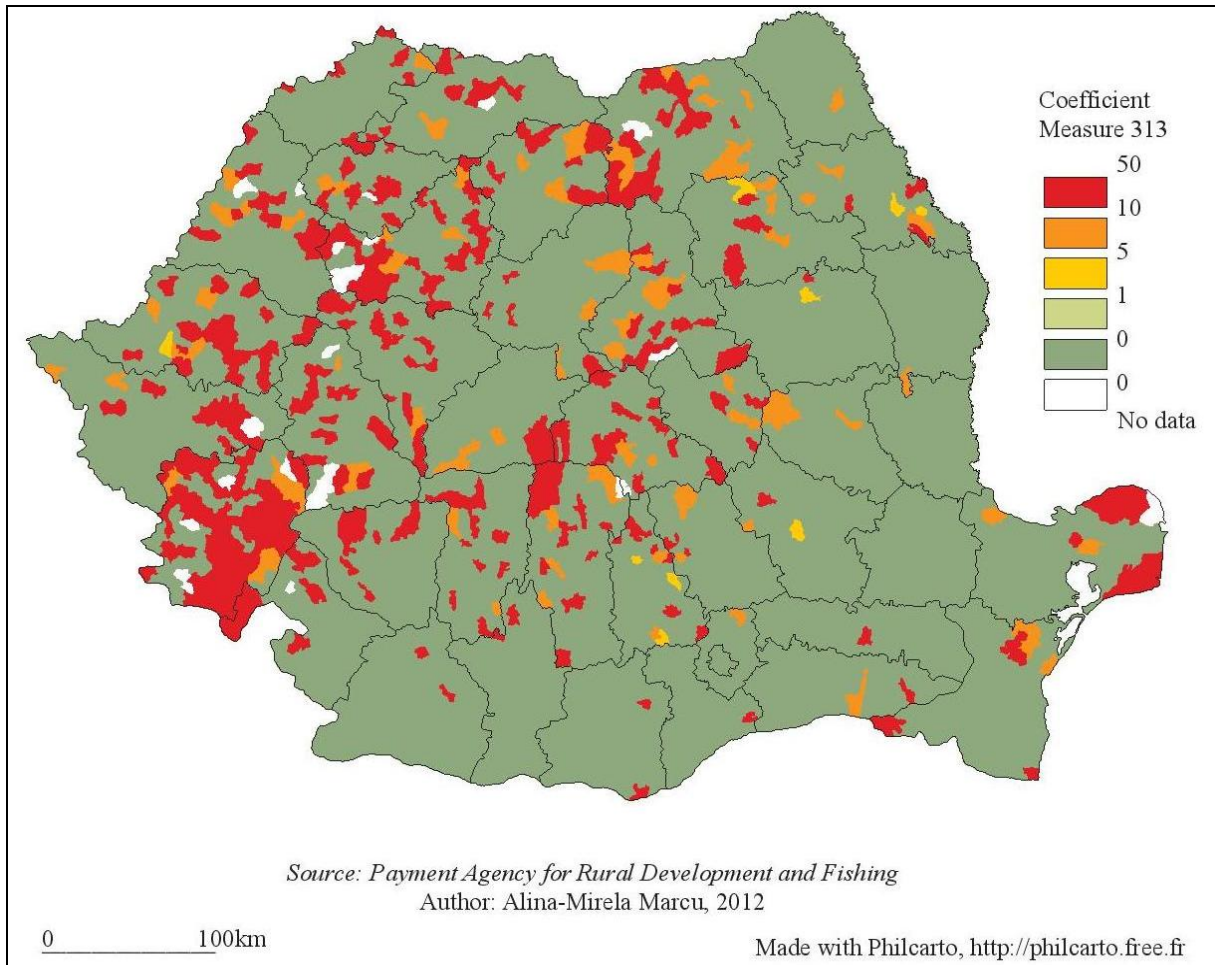 Coefficient
Measure 313
50
10
5
1
0
0
No data
Source: Payment Agency for Rural Development and Fishing
Author: Alina-Mirela Marcu, 2012
0 100km
Made with Philcarto, http://philcarto.free.fr